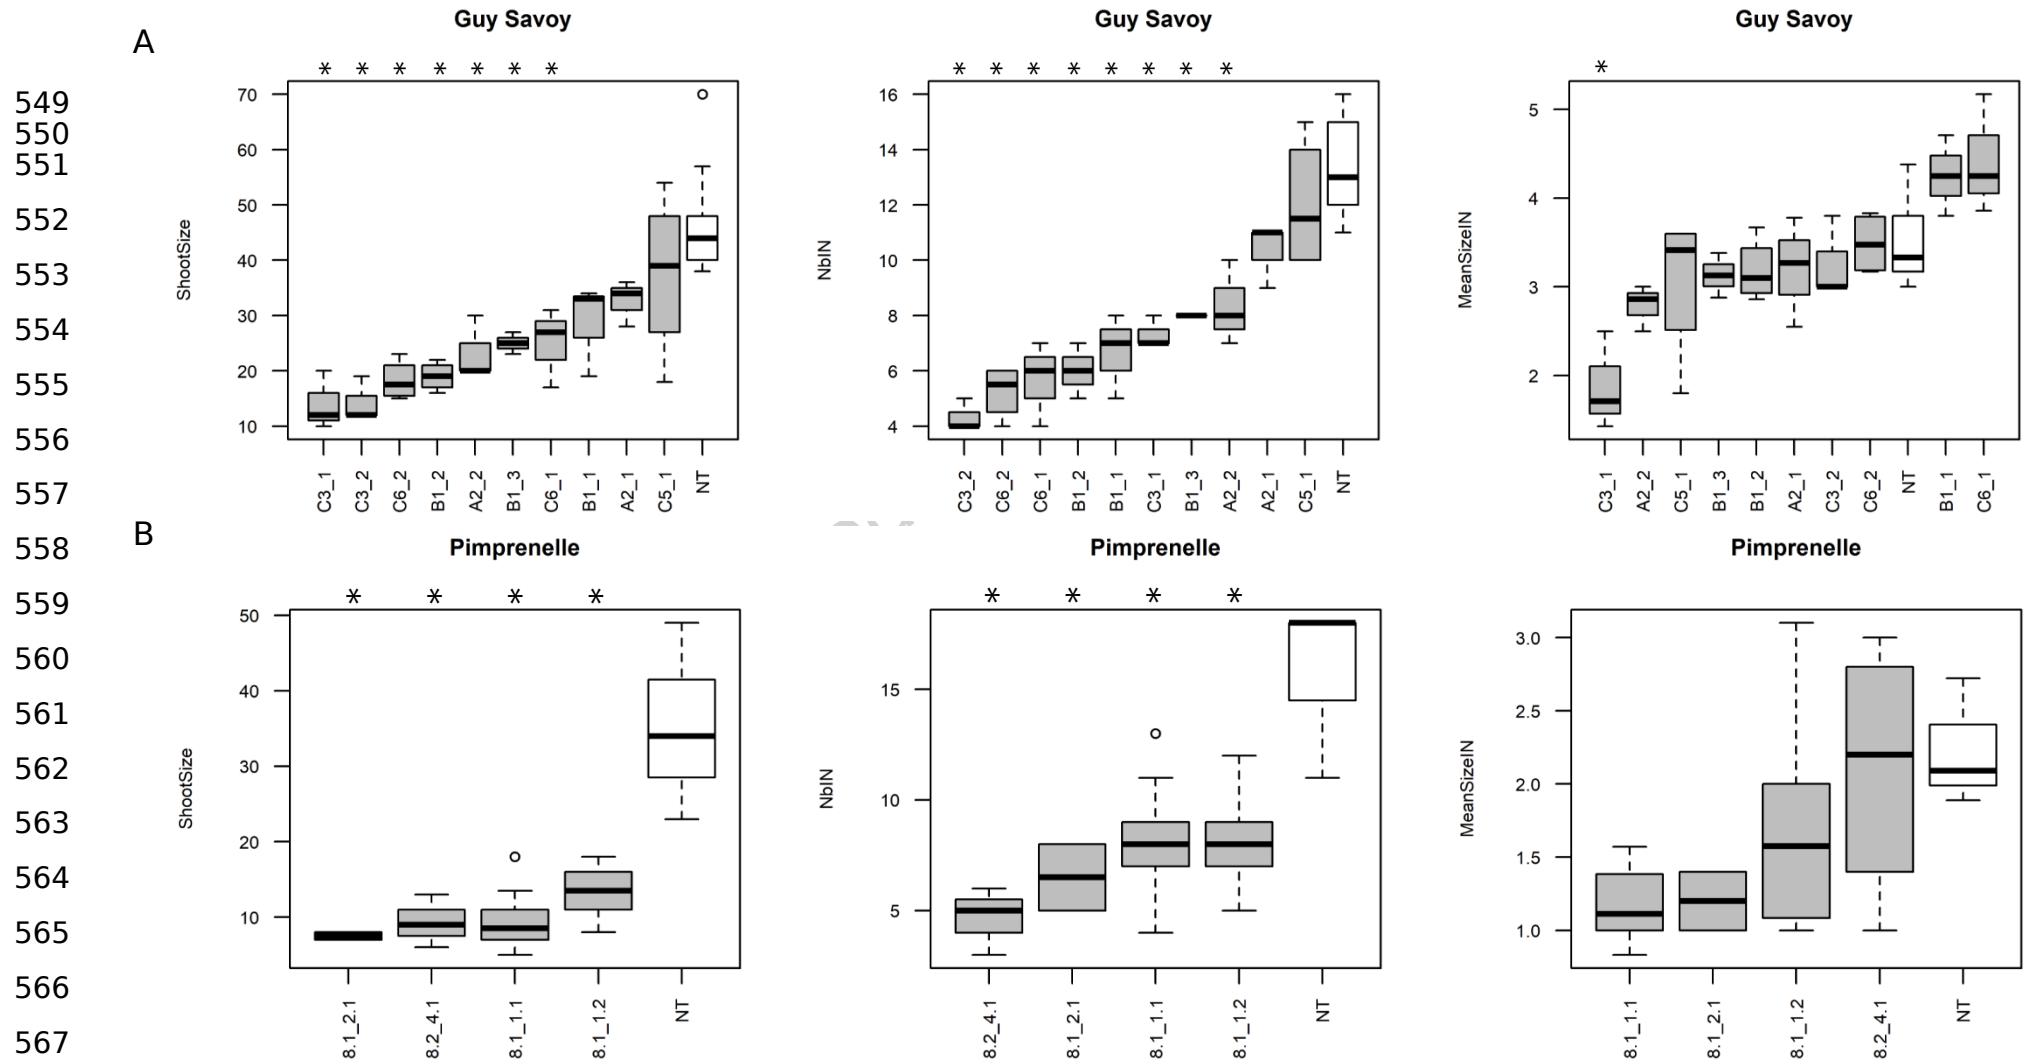 Guy Savoy Guy Savoy Guy Savoy
A
* * * * * * *
* * * * * * * *
*
549
550
551
552
553
554
555
556
557
558
559
560
561
562
563
564
565
566
567
ShootSize
70
60
50
40
30
20
10
C3_1 C3_2 C6_2 B1_2 A2_2 B1_3 C6_1 B1_1 A2_1 C5_1 NT
NbIN
16
14
12
10
8
6
4
C3_2 C6_2 C6_1 B1_2 B1_1 C3_1 B1_3 A2_2 A2_1 C5_1 NT
MeanSizeIN
5
4
3
2
C3_1 A2_2 C5_1 B1_3 B1_2 A2_1 C3_2 C6_2 NT B1_1 C6_1
B
Pimprenelle Pimprenelle Pimprenelle
* * * *
* * * *
ShootSize
50
40
30
20
10
8.1_2.1 8.2_4.1 8.1_1.1 8.1_1.2 NT
NbIN
15
10
5
8.2_4.1 8.1_2.1 8.1_1.1 8.1_1.2 NT
MeanSizeIN
3.0
2.5
2.0
1.5
1.0
8.1_1.1 8.1_2.1 8.1_1.2 8.2_4.1 NT